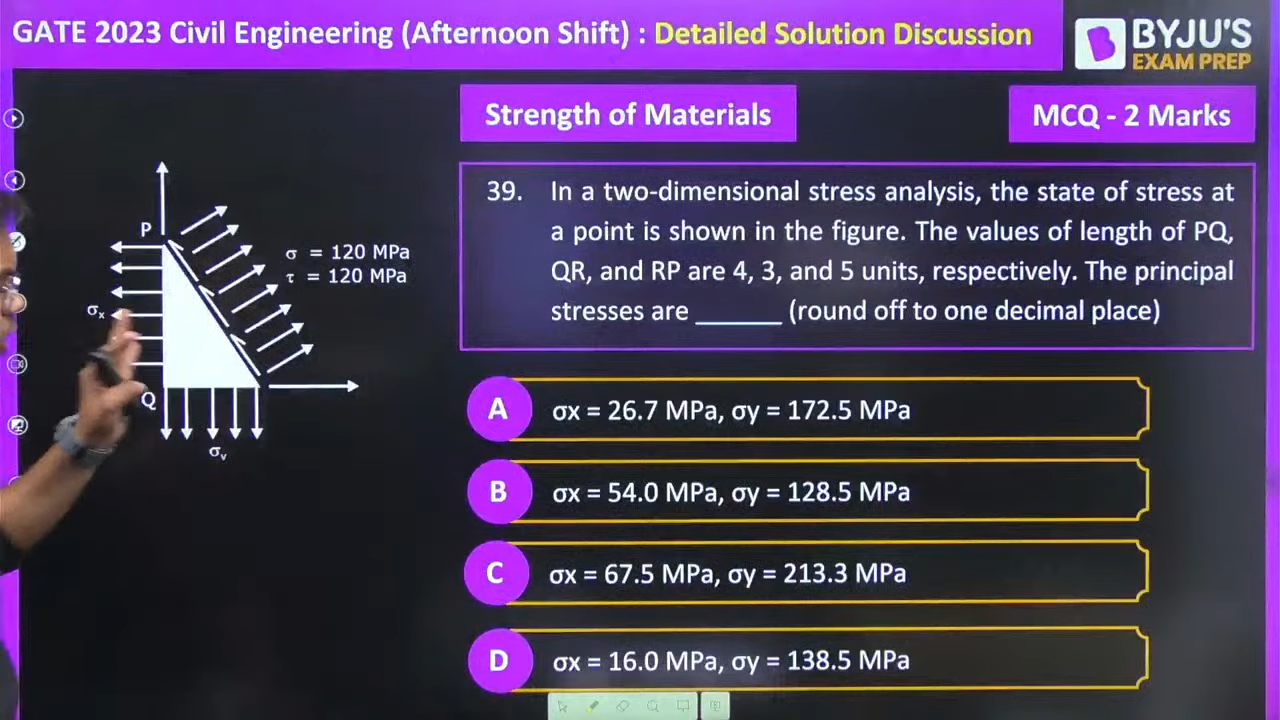 GATE 2023 Civil Engineering (Afternoon Shift) : Detailed Solution Discussion
BYJU'S
EXAM PREP
Strength of Materials
MCQ - 2 Marks
39. In a two-dimensional stress analysis, the state of stress at
a point is shown in the figure. The values of length of PQ,
QR, and RP are 4, 3, and 5 units, respectively. The principal
stresses are ______ (round off to one decimal place)
P
σ = 120 MPa
τ = 120 MPa
σx
Q
σv
A
σx = 26.7 MPa, σy = 172.5 MPa
B
σx = 54.0 MPa, σy = 128.5 MPa
C
σx = 67.5 MPa, σy = 213.3 MPa
D
σx = 16.0 MPa, σy = 138.5 MPa